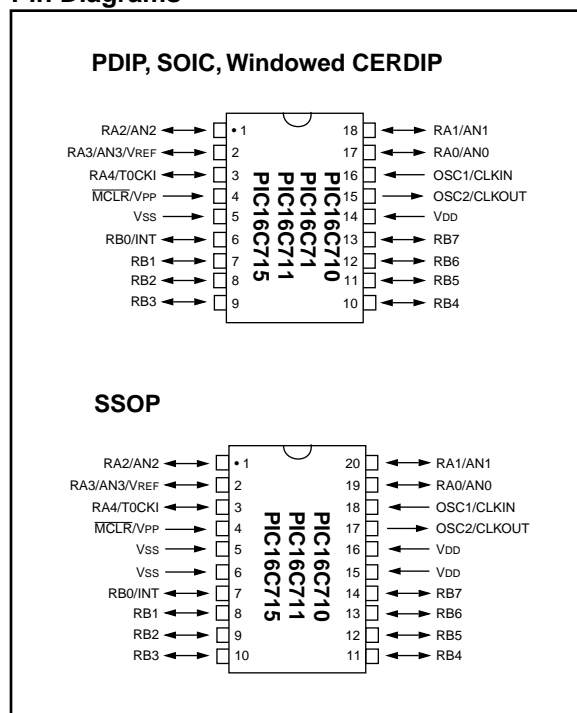 Pin Diagrams
PDIP, SOIC, Windowed CERDIP
RA2/AN2 • 1 18 RA1/AN1
RA3/AN3/VREF 2 17 RA0/AN0
RA4/T0CKI 3 16 OSC1/CLKIN
MCLR/VPP 4 15 OSC2/CLKOUT
VSS 5 14 VDD
RB0/INT 6 13 RB7
RB1 7 12 RB6
RB2 8 11 RB5
RB3 9 10 RB4
PIC16C710
PIC16C71
PIC16C711
PIC16C715
SSOP
RA2/AN2 • 1 20 RA1/AN1
RA3/AN3/VREF 2 19 RA0/AN0
RA4/T0CKI 3 18 OSC1/CLKIN
MCLR/VPP 4 17 OSC2/CLKOUT
VSS 5 16 VDD
VSS 6 15 VDD
RB0/INT 7 14 RB7
RB1 8 13 RB6
RB2 9 12 RB5
RB3 10 11 RB4
PIC16C710
PIC16C711
PIC16C715